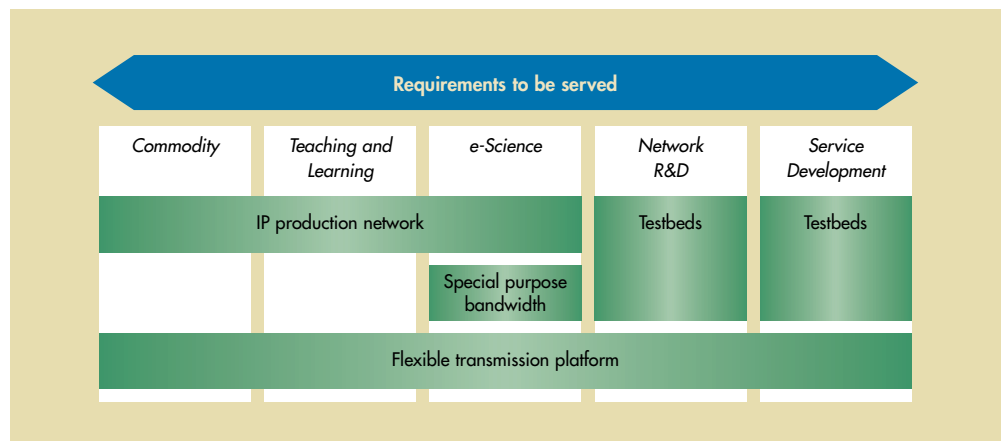 Requirements to be served
Commodity
Teaching and
Learning
e-Science
Network
R&D
Service
Development
IP production network
Testbeds
Testbeds
Special purpose
bandwidth
Flexible transmission platform